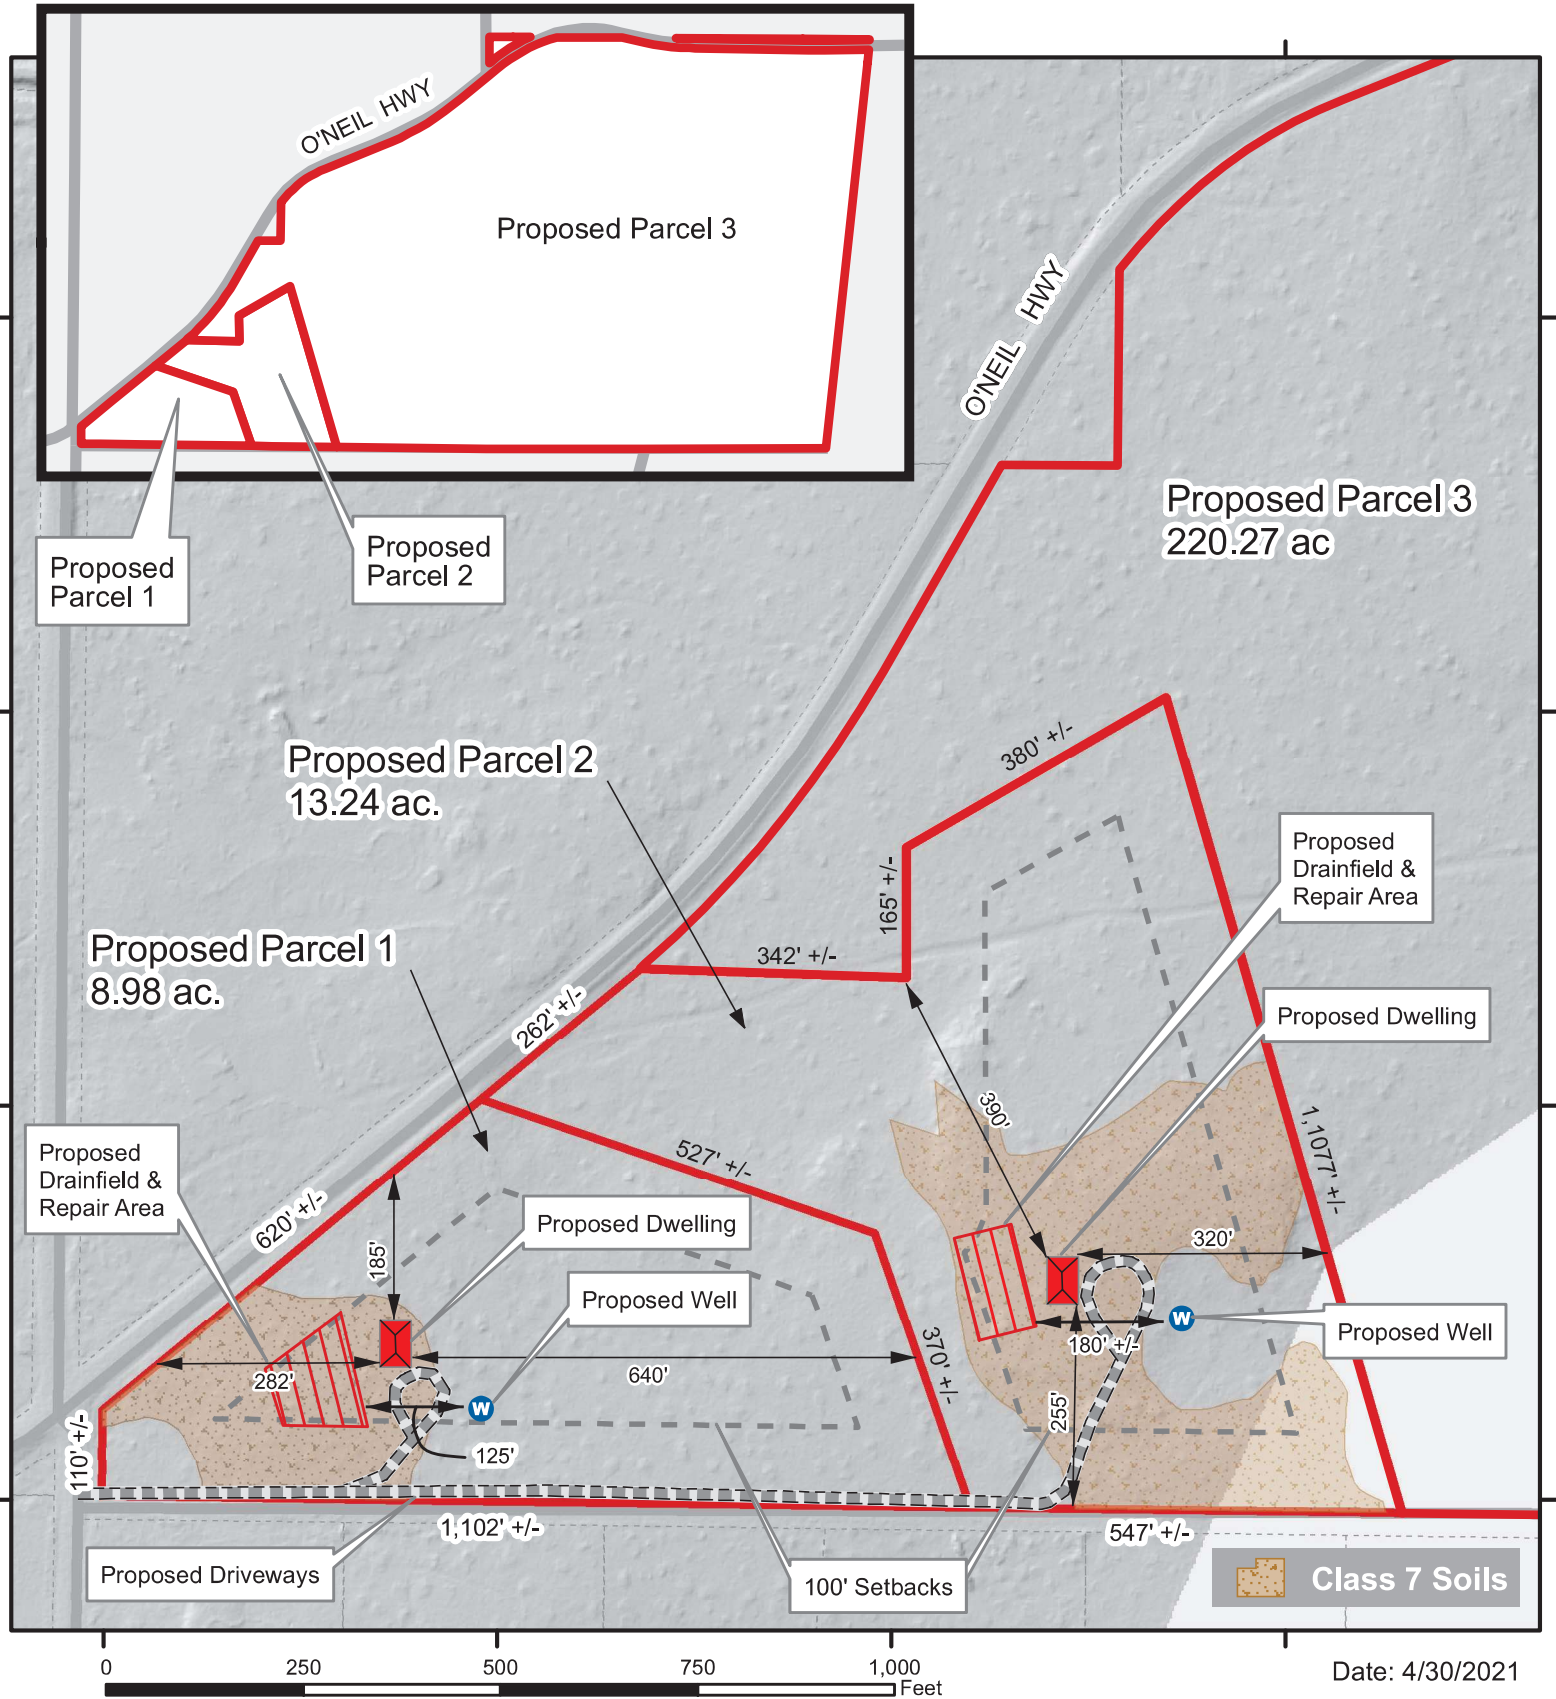 O'NEIL HWY
Proposed Parcel 3
Proposed
Parcel 1
Proposed
Parcel 2
O'NEIL HWY
Proposed Parcel 3
220.27 ac
Proposed Parcel 2
13.24 ac.
380' +/-
165' +/-
342' +/-
Proposed
Drainfield &
Repair Area
Proposed Parcel 1
8.98 ac.
262' +/-
Proposed Dwelling
390'
1,1077' +/-
Proposed
Drainfield &
Repair Area
527' +/-
620' +/-
185'
Proposed Dwelling
320'
Proposed Well
W
Proposed Well
180' +/-
370' +/-
282'
640'
W
255'
110' +/-
125'
1,102' +/-
547' +/-
Proposed Driveways
100' Setbacks
Class 7 Soils
0 250 500 750 1,000
Feet
Date: 4/30/2021